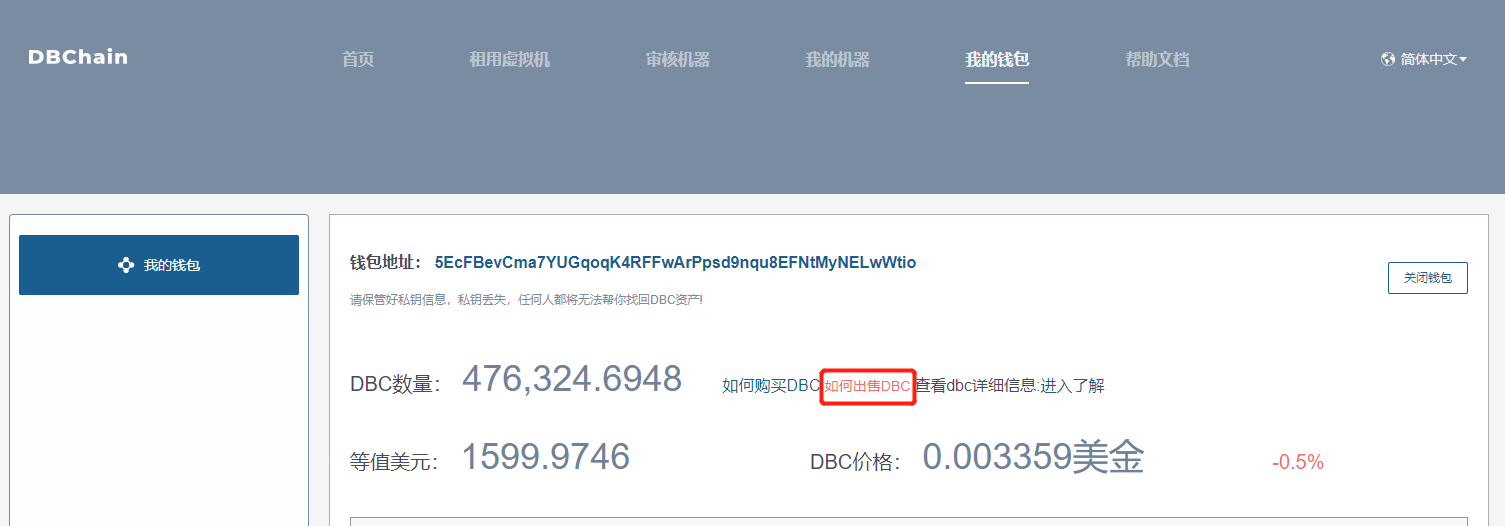 DBChain 首页 租用虚拟机 审核机器 我的机器 我的钱包 帮助文档 简体中文
我的钱包
钱包地址： 5EcFBevCma7YUGqoqK4RFFwArPpsd9nqu8EFNtMyNELwWtio
关闭钱包
请保管好私钥信息，私钥丢失，任何人都将无法帮你找回DBC资产!
DBC数量： 476,324.6948 如何购买DBC 如何出售DBC 查看dbc详细信息:进入了解
等值美元： 1599.9746 DBC价格： 0.003359美金 -0.5%